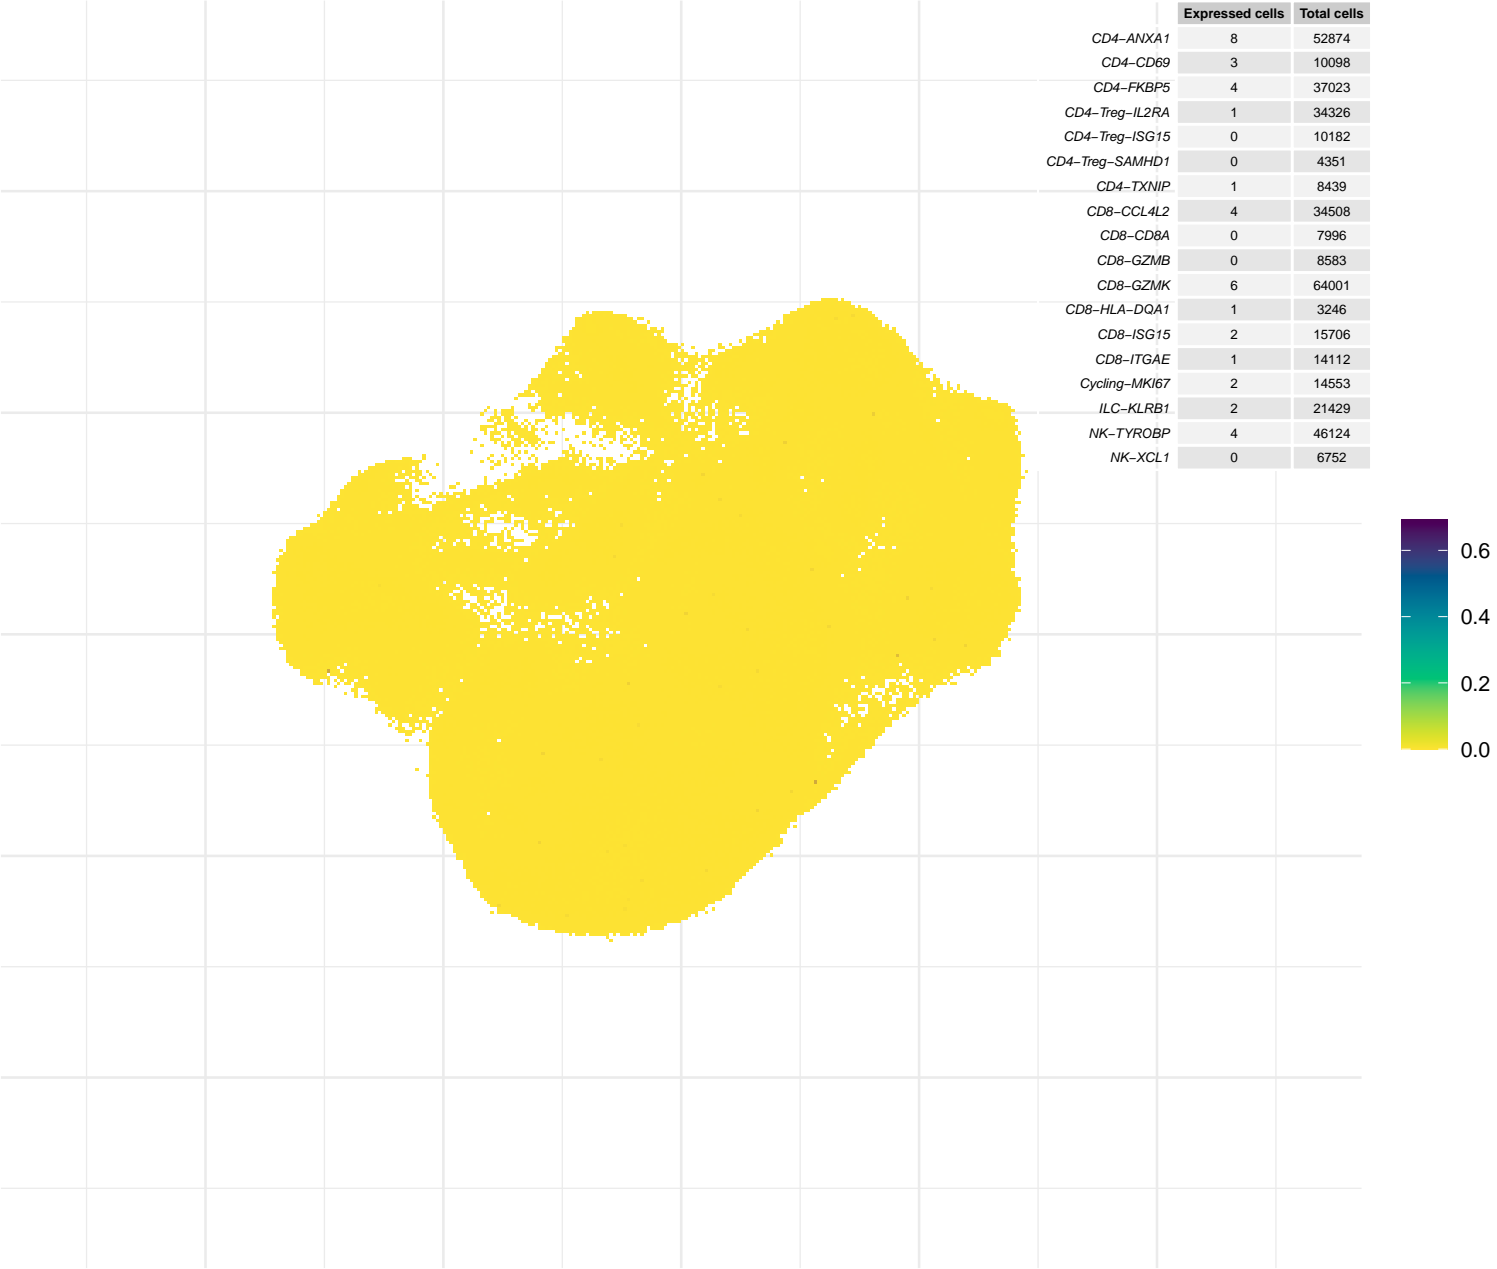 Expressed cells Total cells
CD4−ANXA1 8 52874
CD4−CD69 3 10098
CD4−FKBP5 4 37023
CD4−Treg−IL2RA 1 34326
CD4−Treg−ISG15 0 10182
CD4−Treg−SAMHD1 0 4351
CD4−TXNIP 1 8439
CD8−CCL4L2 4 34508
CD8−CD8A 0 7996
CD8−GZMB 0 8583
CD8−GZMK 6 64001
CD8−HLA−DQA1 1 3246
CD8−ISG15 2 15706
CD8−ITGAE 1 14112
Cycling−MKI67 2 14553
ILC−KLRB1 2 21429
NK−TYROBP 4 46124
NK−XCL1 0 6752
0.6
0.4
0.2
0.0